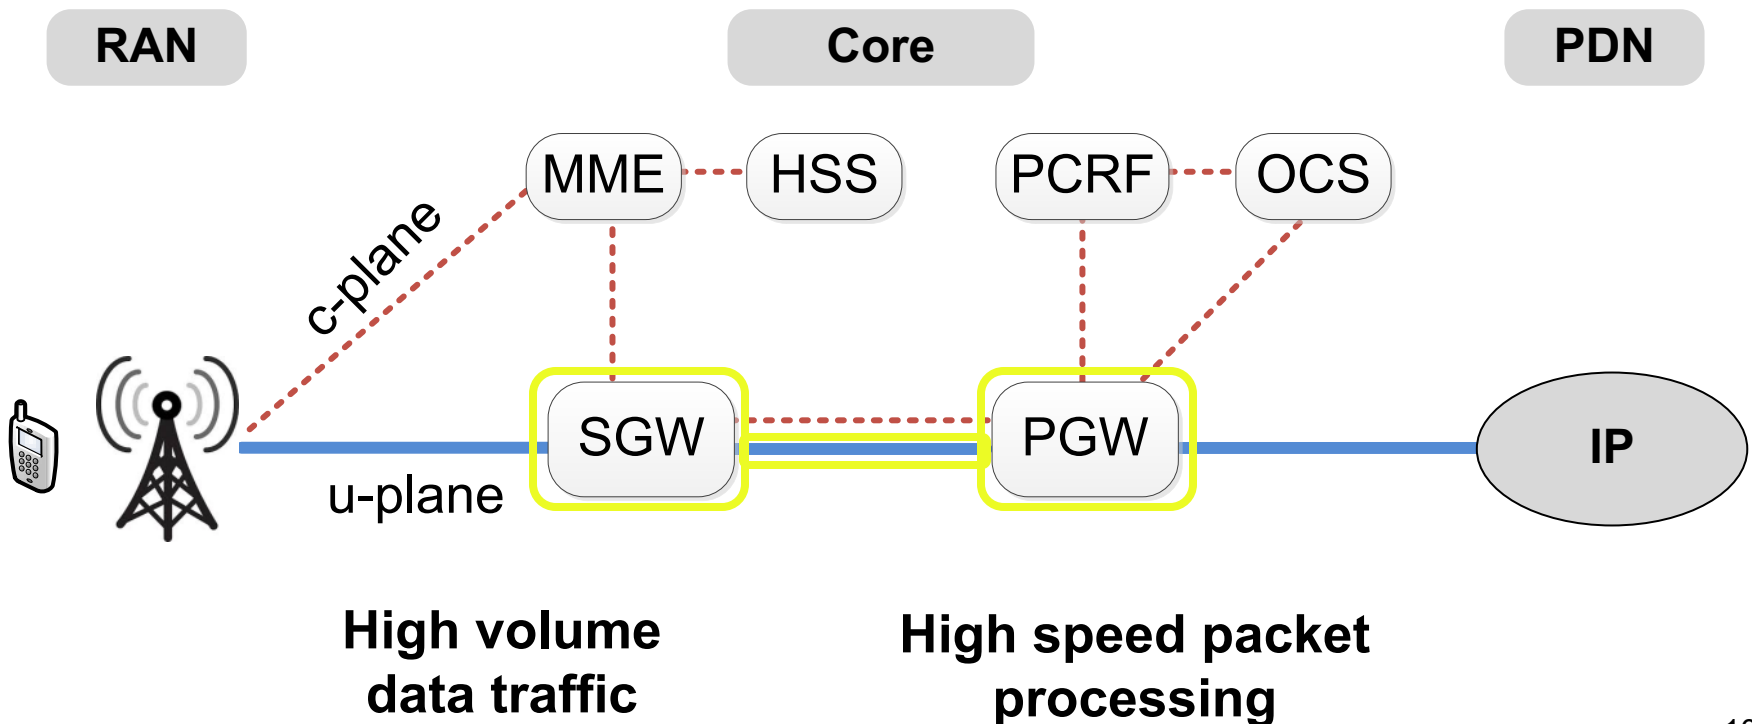 RAN
Core
PDN
MME
HSS
PCRF
OCS
c-plane
SGW
PGW
IP
u-plane
High volume
data traffic
High speed packet
processing